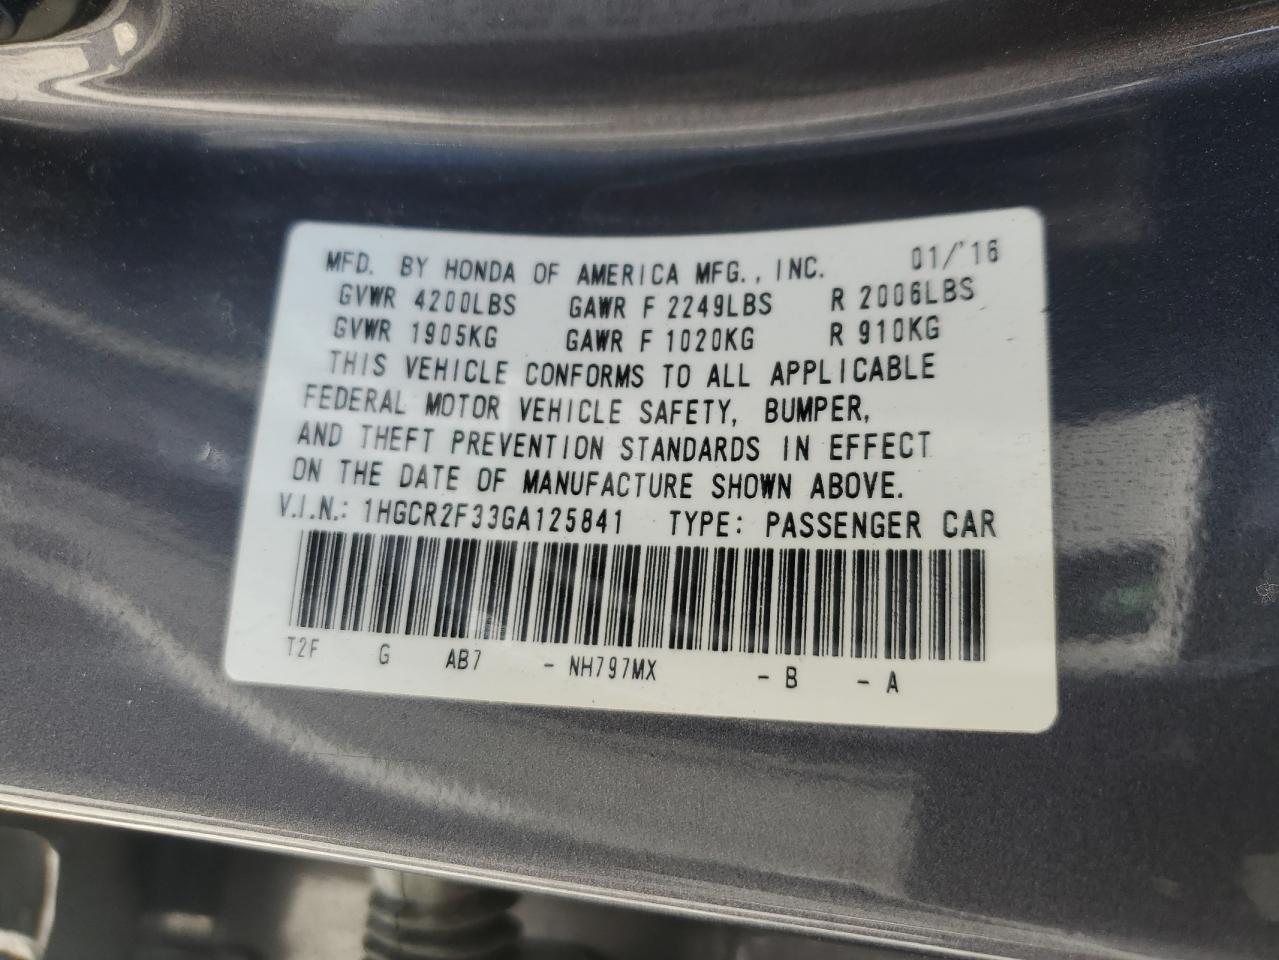 MFD. BY HONDA OF AMERICA MFG., INC. 01/'16
GVWR 4200LBS GAWR F 2249LBS R 2006LBS
GVWR 1905KG GAWR F 1020KG R 910KG
THIS VEHICLE CONFORMS TO ALL APPLICABLE
FEDERAL MOTOR VEHICLE SAFETY, BUMPER,
AND THEFT PREVENTION STANDARDS IN EFFECT
ON THE DATE OF MANUFACTURE SHOWN ABOVE.
V.I.N.: 1HGCR2F33GA125841 TYPE: PASSENGER CAR
T2F G AB7 - NH797MX - B - A